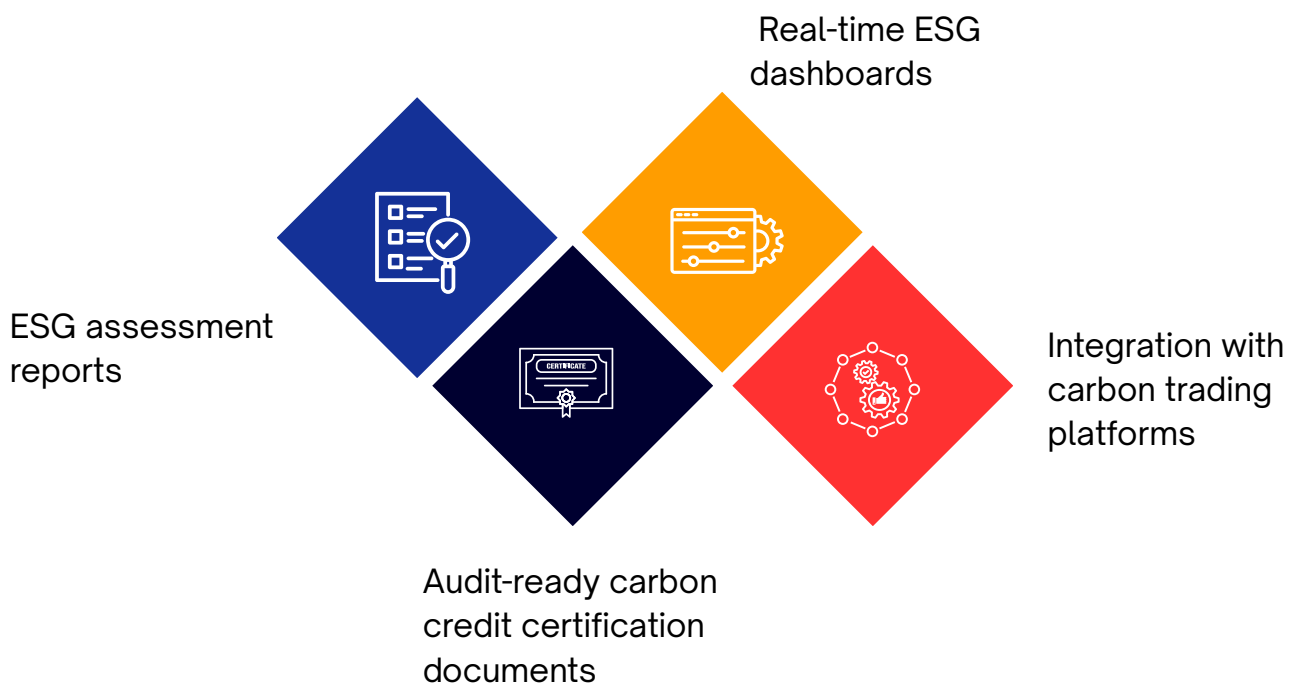 Real-time ESG
dashboards
ESG assessment
reports
CERTIFICATE
Integration with
carbon trading
platforms
Audit-ready carbon
credit certification
documents